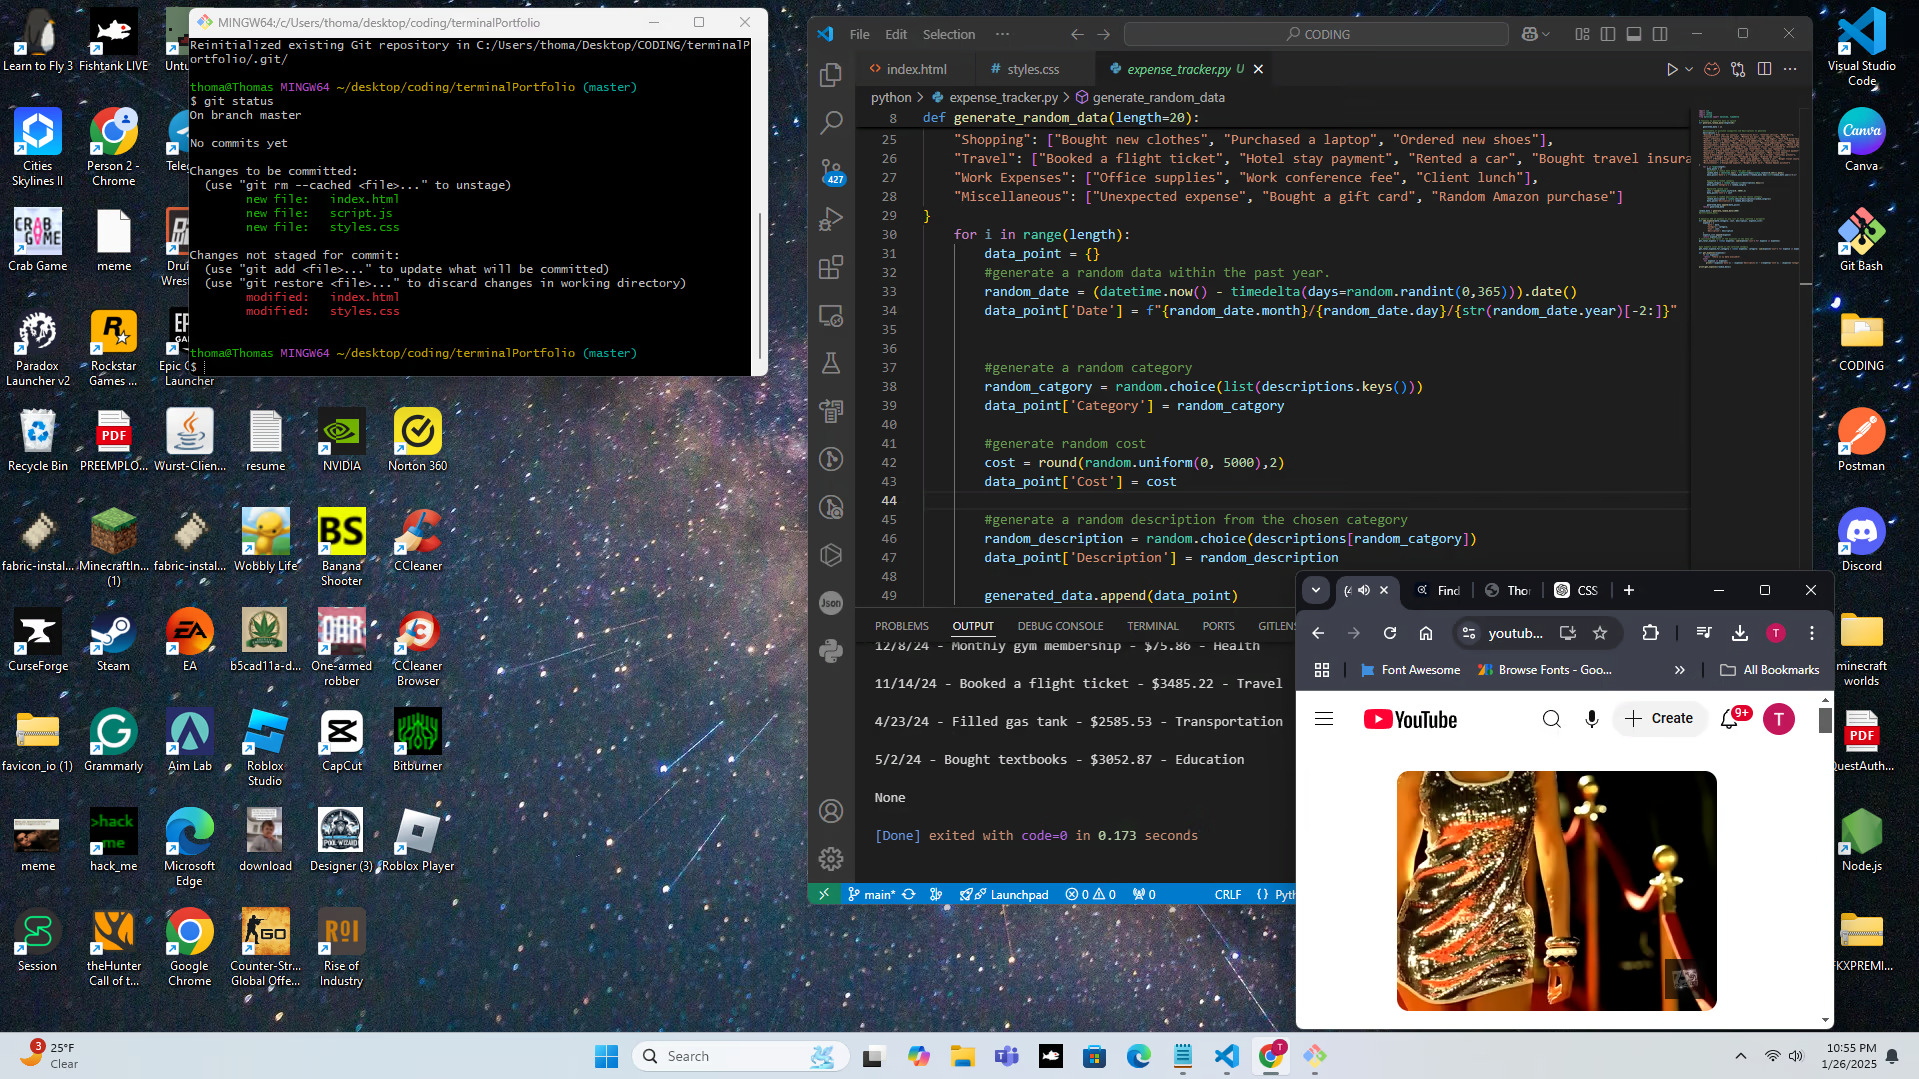 Learn to Fly 3
Fishtank LIVE
Cities
Skylines II
Person 2 -
Chrome
Crab Game
meme
Paradox
Launcher v2
Rockstar
Games ...
Launcher
MINGW64:/c/Users/thoma/desktop/coding/terminalPortfolio
Reinitialized existing Git repository in C:/Users/thoma/Desktop/CODING/terminalP
ortfolio/.git/
thoma@Thomas MINGW64 ~/desktop/coding/terminalPortfolio (master)
$ git status
On branch master
No commits yet
Changes to be committed:
(use "git rm --cached <file>..." to unstage)
new file:   index.html
new file:   script.js
new file:   styles.css
Changes not staged for commit:
(use "git add <file>..." to update what will be committed)
(use "git restore <file>..." to discard changes in working directory)
modified:   index.html
modified:   styles.css
thoma@Thomas MINGW64 ~/desktop/coding/terminalPortfolio (master)
$
Recycle Bin
PREEMPLO...
Wurst-Clien...
resume
NVIDIA
Norton 360
fabric-instal...
MinecraftIn...
(1)
fabric-instal...
Wobbly Life
BS
Banana
Shooter
CCleaner
CurseForge
Steam
EA
b5cad11a-d...
One-armed
robber
CCleaner
Browser
favicon_io (1)
Grammarly
Aim Lab
Roblox
Studio
CapCut
Bitburner
meme
>hack
me
hack_me
Microsoft
Edge
download
Designer (3)
Roblox Player
Session
theHunter
Call of t...
Google
Chrome
Counter-Str...
Global Offe...
Rise of
Industry
File Edit Selection ···
CODING
index.html
styles.css
expense_tracker.py U
python > expense_tracker.py > generate_random_data
8 def generate_random_data(length=20):
25 "Shopping": ["Bought new clothes", "Purchased a laptop", "Ordered new shoes"],
26 "Travel": ["Booked a flight ticket", "Hotel stay payment", "Rented a car", "Bought travel insura
27 "Work Expenses": ["Office supplies", "Work conference fee", "Client lunch"],
28 "Miscellaneous": ["Unexpected expense", "Bought a gift card", "Random Amazon purchase"]
29 }
30 for i in range(length):
31 data_point = {}
32 #generate a random data within the past year.
33 random_date = (datetime.now() - timedelta(days=random.randint(0,365))).date()
34 data_point['Date'] = f"{random_date.month}/{random_date.day}/{str(random_date.year)[-2:]}"
35
36
37 #generate a random category
38 random_catgory = random.choice(list(descriptions.keys()))
39 data_point['Category'] = random_catgory
40
41 #generate random cost
42 cost = round(random.uniform(0, 5000),2)
43 data_point['Cost'] = cost
44
45 #generate a random description from the chosen category
46 random_description = random.choice(descriptions[random_catgory])
47 data_point['Description'] = random_description
48
49 generated_data.append(data_point)
427
PROBLEMS OUTPUT DEBUG CONSOLE TERMINAL PORTS GITLENS
12/8/24 - Monthly gym membership - $75.86 - Health
11/14/24 - Booked a flight ticket - $3485.22 - Travel
4/23/24 - Filled gas tank - $2585.53 - Transportation
5/2/24 - Bought textbooks - $3052.87 - Education
None
[Done] exited with code=0 in 0.173 seconds
main* Launchpad 0 0 0 CRLF {} Pyth
Find
Tho
CSS
youtub...
T
Font Awesome
Browse Fonts - Goo...
All Bookmarks
YouTube
Create
9+
T
Visual Studio
Code
Canva
Canva
Git Bash
CODING
Postman
Discord
minecraft
worlds
PDF
QuestAuth...
Node.js
FKXPREMI...
3
25°F
Clear
Search
10:55 PM
1/26/2025